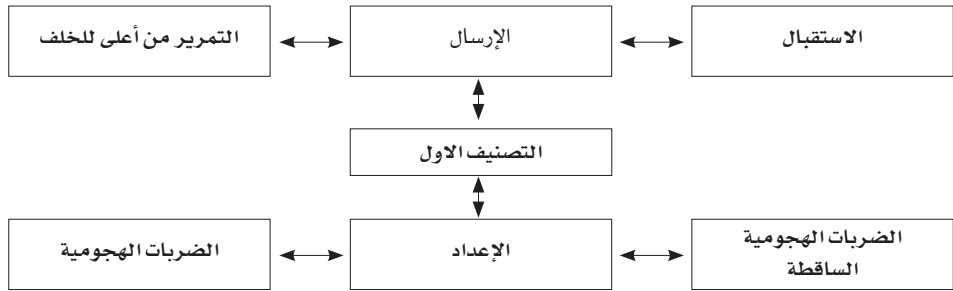 الاستقبال
الإرسال
التمرير من أعلى للخلف
التصنيف الاول
الضربات الهجومية
الساقطة
الإعداد
الضربات الهجومية